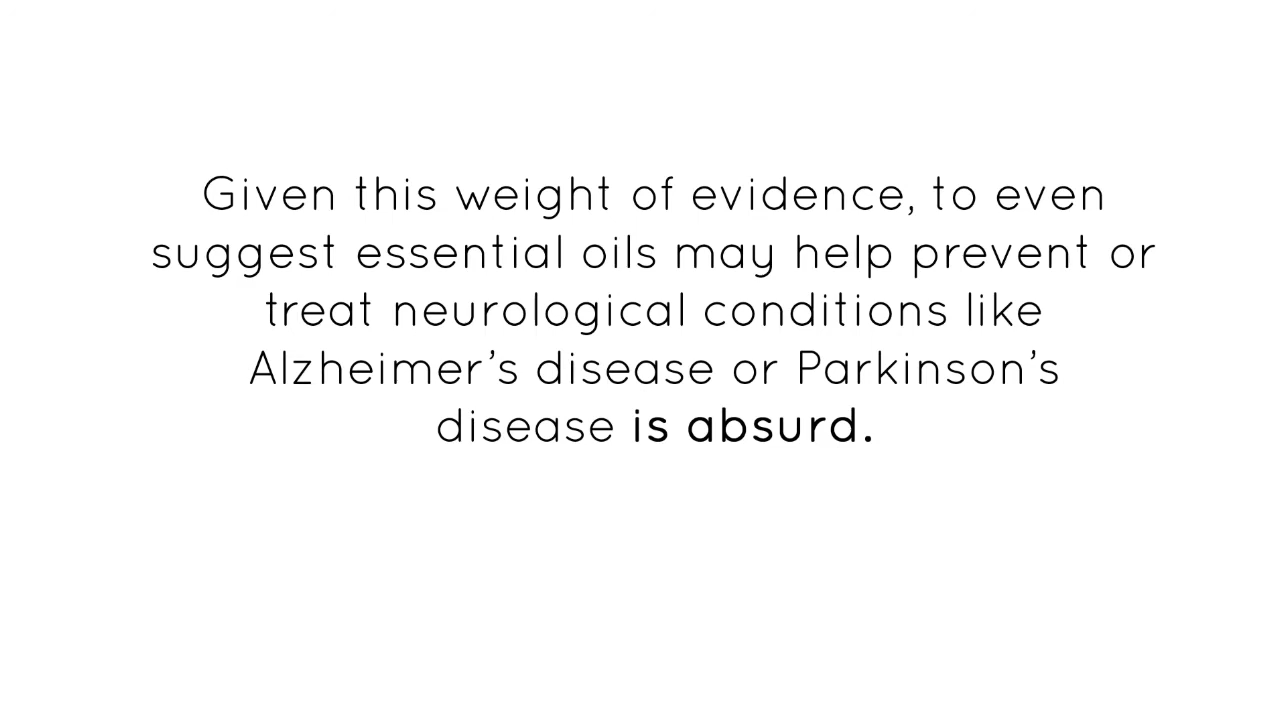 Given this weight of evidence, to even
suggest essential oils may help prevent or
treat neurological conditions like
Alzheimer’s disease or Parkinson’s
disease is absurd.